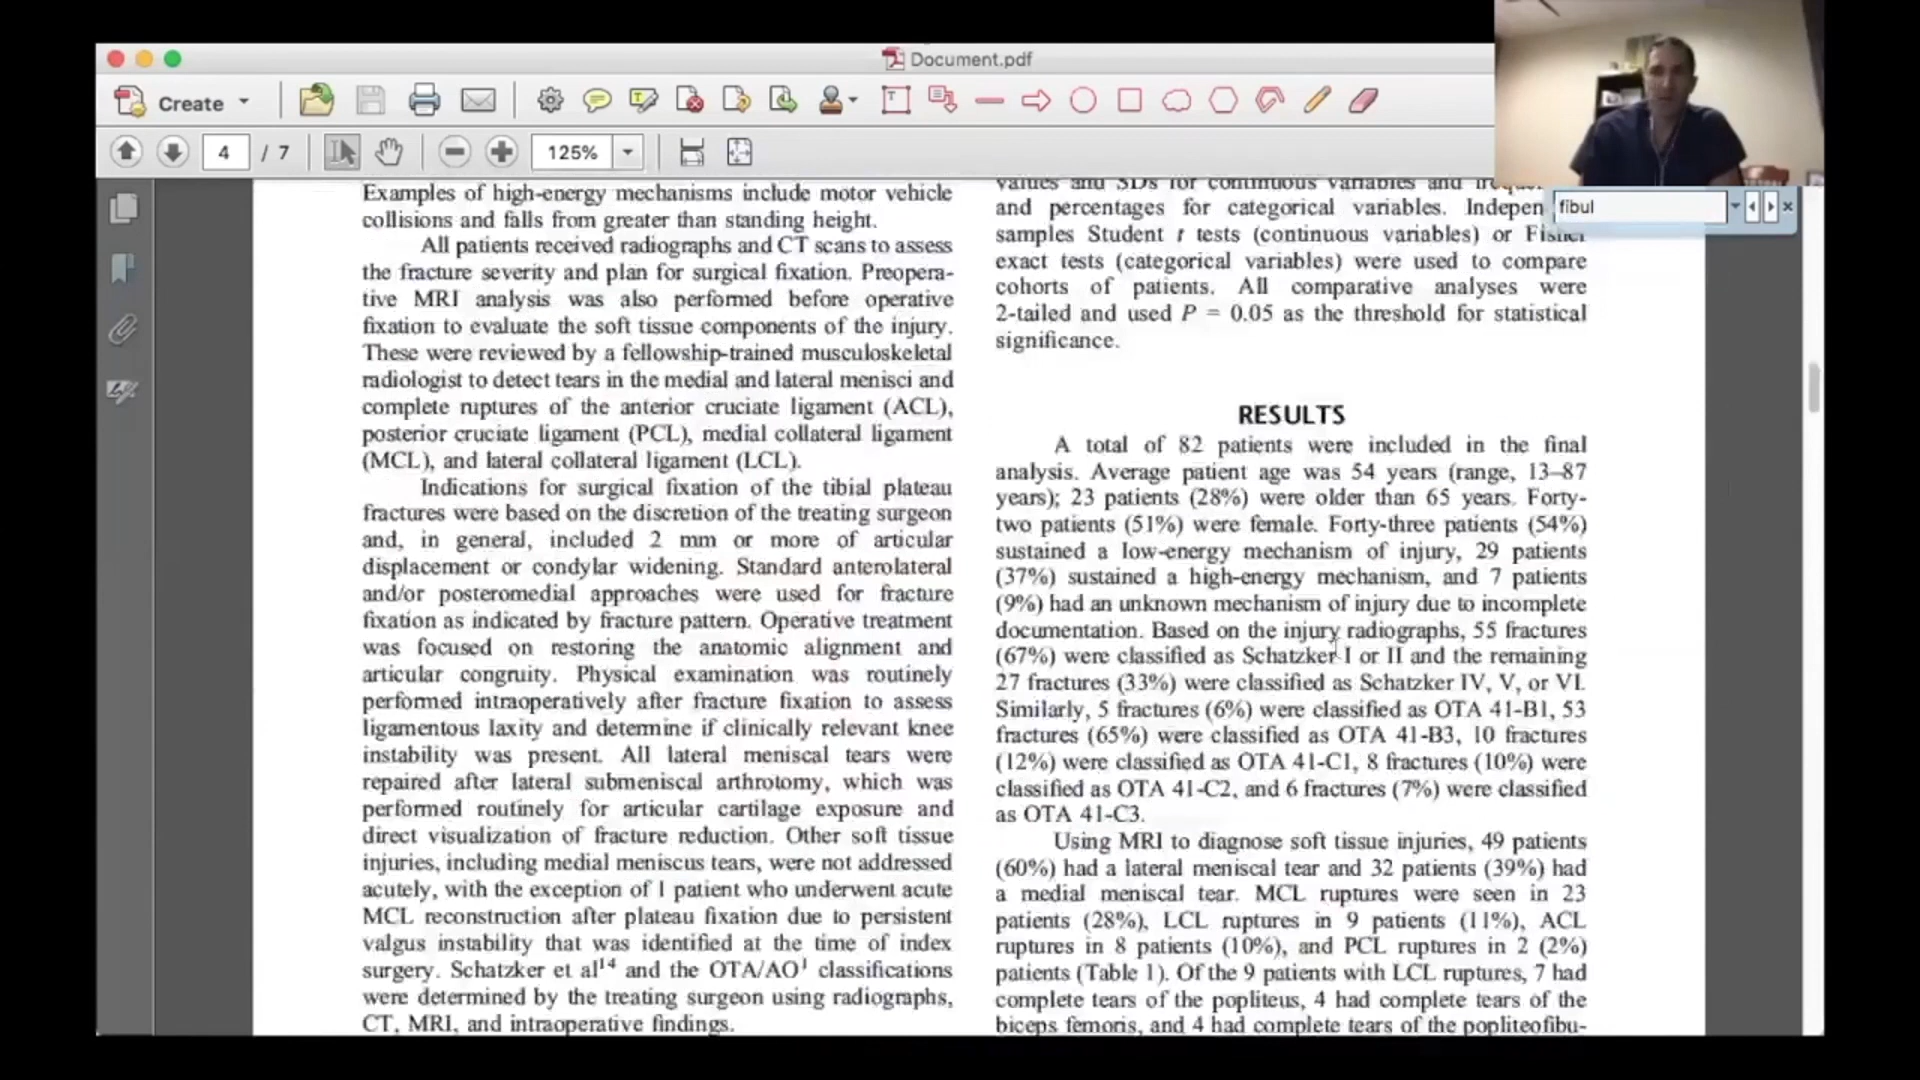 Document.pdf
Create
4 / 7
125%
fibul
Examples of high-energy mechanisms include motor vehicle
collisions and falls from greater than standing height.
All patients received radiographs and CT scans to assess
the fracture severity and plan for surgical fixation. Preopera-
tive MRI analysis was also performed before operative
fixation to evaluate the soft tissue components of the injury.
These were reviewed by a fellowship-trained musculoskeletal
radiologist to detect tears in the medial and lateral menisci and
complete ruptures of the anterior cruciate ligament (ACL),
posterior cruciate ligament (PCL), medial collateral ligament
(MCL), and lateral collateral ligament (LCL).
Indications for surgical fixation of the tibial plateau
fractures were based on the discretion of the treating surgeon
and, in general, included 2 mm or more of articular
displacement or condylar widening. Standard anterolateral
and/or posteromedial approaches were used for fracture
fixation as indicated by fracture pattern. Operative treatment
was focused on restoring the anatomic alignment and
articular congruity. Physical examination was routinely
performed intraoperatively after fracture fixation to assess
ligamentous laxity and determine if clinically relevant knee
instability was present. All lateral meniscal tears were
repaired after lateral submeniscal arthrotomy, which was
performed routinely for articular cartilage exposure and
direct visualization of fracture reduction. Other soft tissue
injuries, including medial meniscus tears, were not addressed
acutely, with the exception of 1 patient who underwent acute
MCL reconstruction after plateau fixation due to persistent
valgus instability that was identified at the time of index
surgery. Schatzker et al14 and the OTA/AO1 classifications
were determined by the treating surgeon using radiographs,
CT, MRI, and intraoperative findings.
values and SDs for continuous variables and
and percentages for categorical variables. Indepen
samples Student t tests (continuous variables) or Fisher
exact tests (categorical variables) were used to compare
cohorts of patients. All comparative analyses were
2-tailed and used P = 0.05 as the threshold for statistical
significance.
RESULTS
A total of 82 patients were included in the final
analysis. Average patient age was 54 years (range, 13–87
years); 23 patients (28%) were older than 65 years. Forty-
two patients (51%) were female. Forty-three patients (54%)
sustained a low-energy mechanism of injury, 29 patients
(37%) sustained a high-energy mechanism, and 7 patients
(9%) had an unknown mechanism of injury due to incomplete
documentation. Based on the injury radiographs, 55 fractures
(67%) were classified as Schatzker I or II and the remaining
27 fractures (33%) were classified as Schatzker IV, V, or VI.
Similarly, 5 fractures (6%) were classified as OTA 41-B1, 53
fractures (65%) were classified as OTA 41-B3, 10 fractures
(12%) were classified as OTA 41-C1, 8 fractures (10%) were
classified as OTA 41-C2, and 6 fractures (7%) were classified
as OTA 41-C3.
Using MRI to diagnose soft tissue injuries, 49 patients
(60%) had a lateral meniscal tear and 32 patients (39%) had
a medial meniscal tear. MCL ruptures were seen in 23
patients (28%), LCL ruptures in 9 patients (11%), ACL
ruptures in 8 patients (10%), and PCL ruptures in 2 (2%)
patients (Table 1). Of the 9 patients with LCL ruptures, 7 had
complete tears of the popliteus, 4 had complete tears of the
biceps femoris, and 4 had complete tears of the popliteofibu-